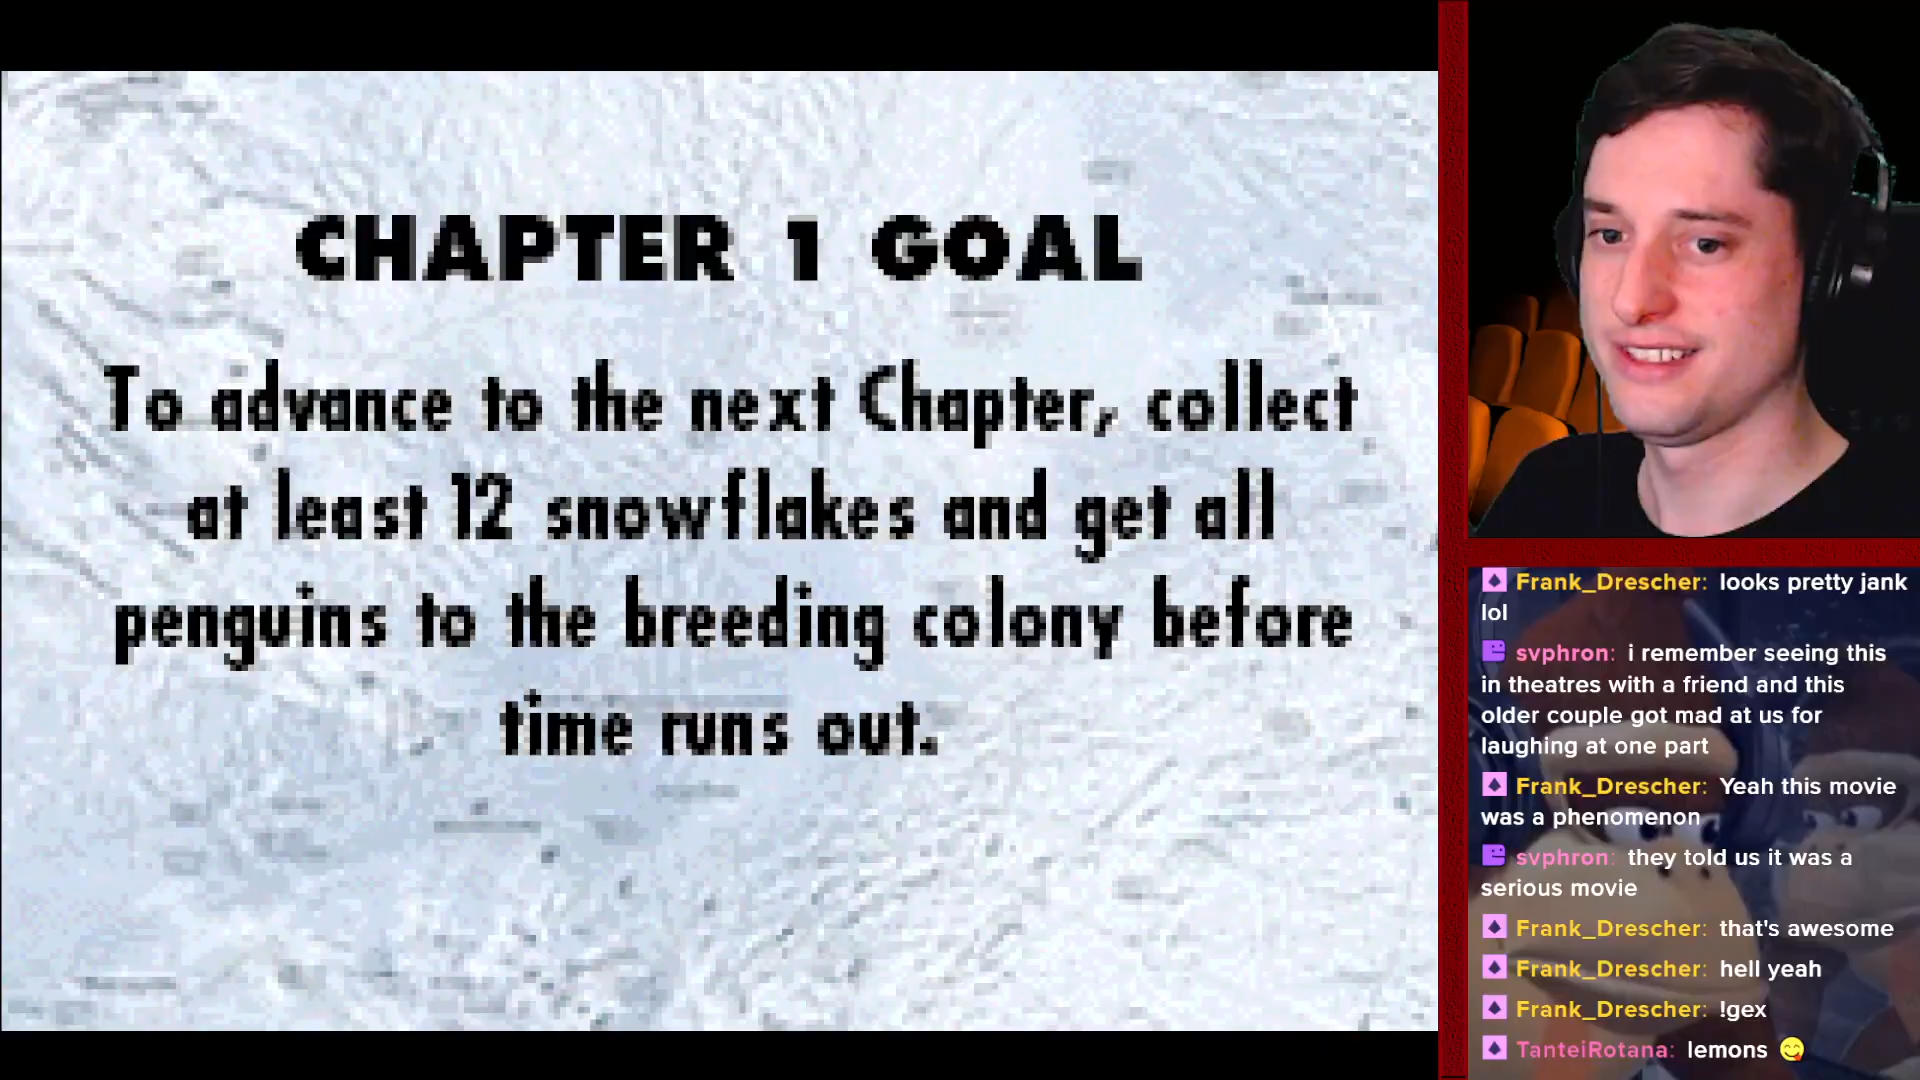 CHAPTER 1 GOAL
To advance to the next Chapter, collect
at least 12 snowflakes and get all
penguins to the breeding colony before
time runs out.
Frank_Drescher: looks pretty jank
lol
svphron: i remember seeing this
in theatres with a friend and this
older couple got mad at us for
laughing at one part
Frank_Drescher: Yeah this movie
was a phenomenon
svphron: they told us it was a
serious movie
Frank_Drescher: that's awesome
Frank_Drescher: hell yeah
Frank_Drescher: !gex
TanteiRotana: lemons 😋